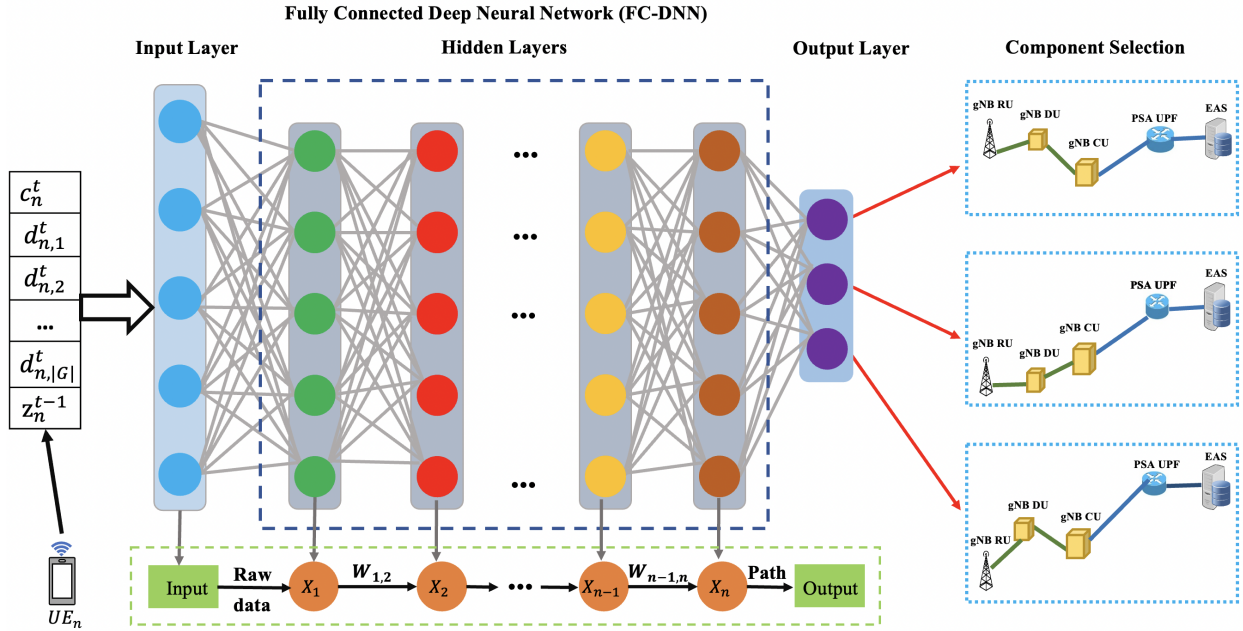 Fully Connected Deep Neural Network (FC-DNN)
Input Layer
Hidden Layers
Output Layer
Component Selection
c_n^t
d_{n,1}^t
d_{n,2}^t
...
d_{n,|G|}^t
z_n^{t-1}
UE_n
...
...
...
...
gNB RU
gNB DU
gNB CU
PSA UPF
EAS
gNB RU
gNB DU
gNB CU
PSA UPF
EAS
gNB RU
gNB DU
gNB CU
PSA UPF
EAS
Input
Raw
data
X_1
W_{1,2}
X_2
...
X_{n-1}
W_{n-1,n}
X_n
Path
Output